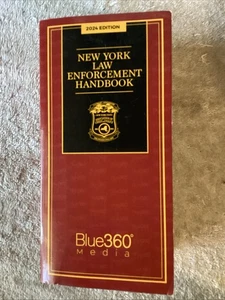 2024 EDITION
NEW YORK
LAW
ENFORCEMENT
HANDBOOK
Blue360°
Media